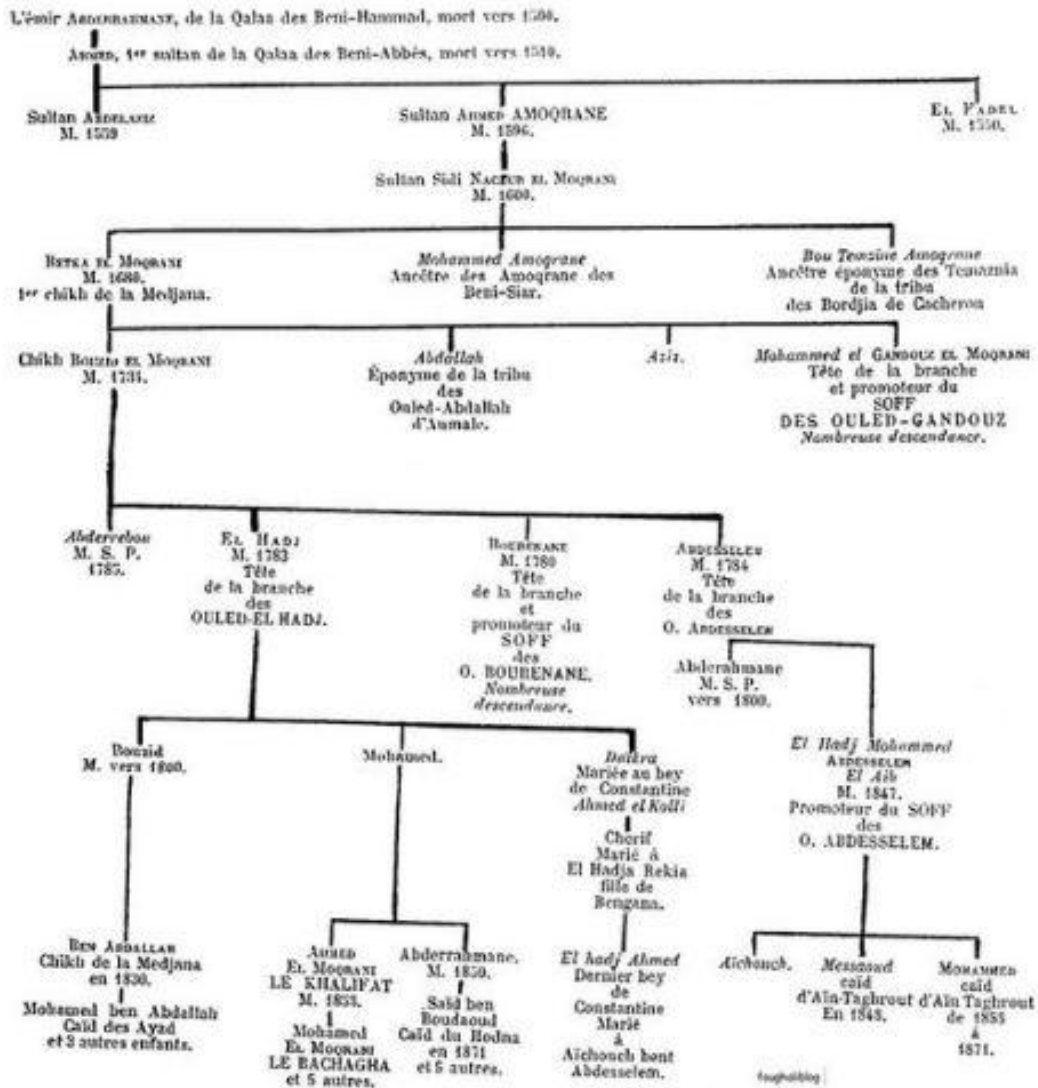 L'émir ABDERRAHMANE, de la Qalaa des Beni-Hammad, mort vers 1500.
AHMED, 1er sultan de la Qalaa des Beni-Abbès, mort vers 1510.
Sultan ABDELAZIZ
M. 1559
Sultan AHMED AMOQRANE
M. 1596.
EL FADEL
M. 1550.
Sultan Sidi NACEUR EL MOQRANI
M. 1600.
BETKA EL MOQRANI
M. 1680.
1er chikh de la Medjana.
Mohammed Amoqrane
Ancêtre des Amoqrane des
Beni-Siar.
Bou Temzine Amoqrane
Ancêtre éponyme des Temaznia
de la tribu
des Bordjia de Cacherou
Chikh BOUZID EL MOQRANI
M. 1734.
Abdallah
Éponyme de la tribu
des
Ouled-Abdallah
d'Aumale.
Aziz.
Mohammed el GANDOUZ EL MOQRANI
Tête de la branche
et promoteur du
SOFF
DES OULED-GANDOUZ
Nombreuse descendance.
Abderrebou
M. S. P.
1785.
EL HADJ
M. 1783
Tête
de la branche
des
OULED-EL HADJ.
BOURENANE
M. 1780
Tête
de la branche
et
promoteur du
SOFF
des
O. BOURENANE.
Nombreuse
descendance.
ABDESSELEM
M. 1784
Tête
de la branche
des
O. ABDESSELEM
Abderahmane
M. S. P.
vers 1800.
Bouzid
M. vers 1800.
Mohamed.
Daïkra
Mariée au bey
de Constantine
Ahmed el Kolli
Cherif
Marié à
El Hadja Rekia
fille de
Bengana.
El Hadj Mohammed
ABDESSELEM
El Aïb
M. 1847.
Promoteur du SOFF
des
O. ABDESSELEM.
BEN ABDALLAH
Chikh de la Medjana
en 1830.
Mohamed ben Abdallah
Caïd des Ayad
et 3 autres enfants.
AHMED
EL MOQRANI
LE KHALIFAT
M. 1853.
Mohamed
EL MOQRANI
LE BACHAGHA
et 5 autres.
Abderrahmane.
M. 1850.
Saïd ben
Boudaoud
Caïd du Hodna
en 1871
et 5 autres.
El hadj Ahmed
Dernier bey
de
Constantine
Marié
à
Aïchouch bent
Abdesselem.
Aïchouch.
Messaoud
caïd
d'Aïn-Taghrout
En 1848.
MOHAMMED
caïd
d'Aïn Taghrout
de 1855
à
1871.
foughaliblog